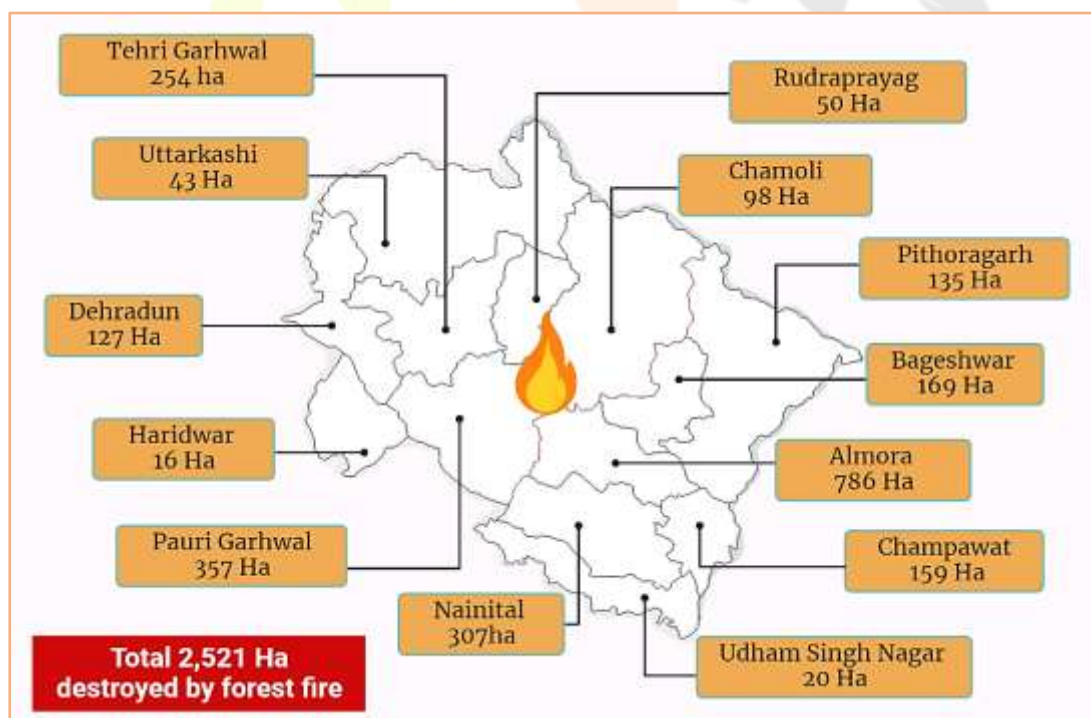 Tehri Garhwal
254 ha
Rudraprayag
50 Ha
Uttarkashi
43 Ha
Chamoli
98 Ha
Pithoragarh
135 Ha
Dehradun
127 Ha
Bageshwar
169 Ha
Haridwar
16 Ha
Almora
786 Ha
Pauri Garhwal
357 Ha
Champawat
159 Ha
Nainital
307ha
Udham Singh Nagar
20 Ha
Total 2,521 Ha
destroyed by forest fire